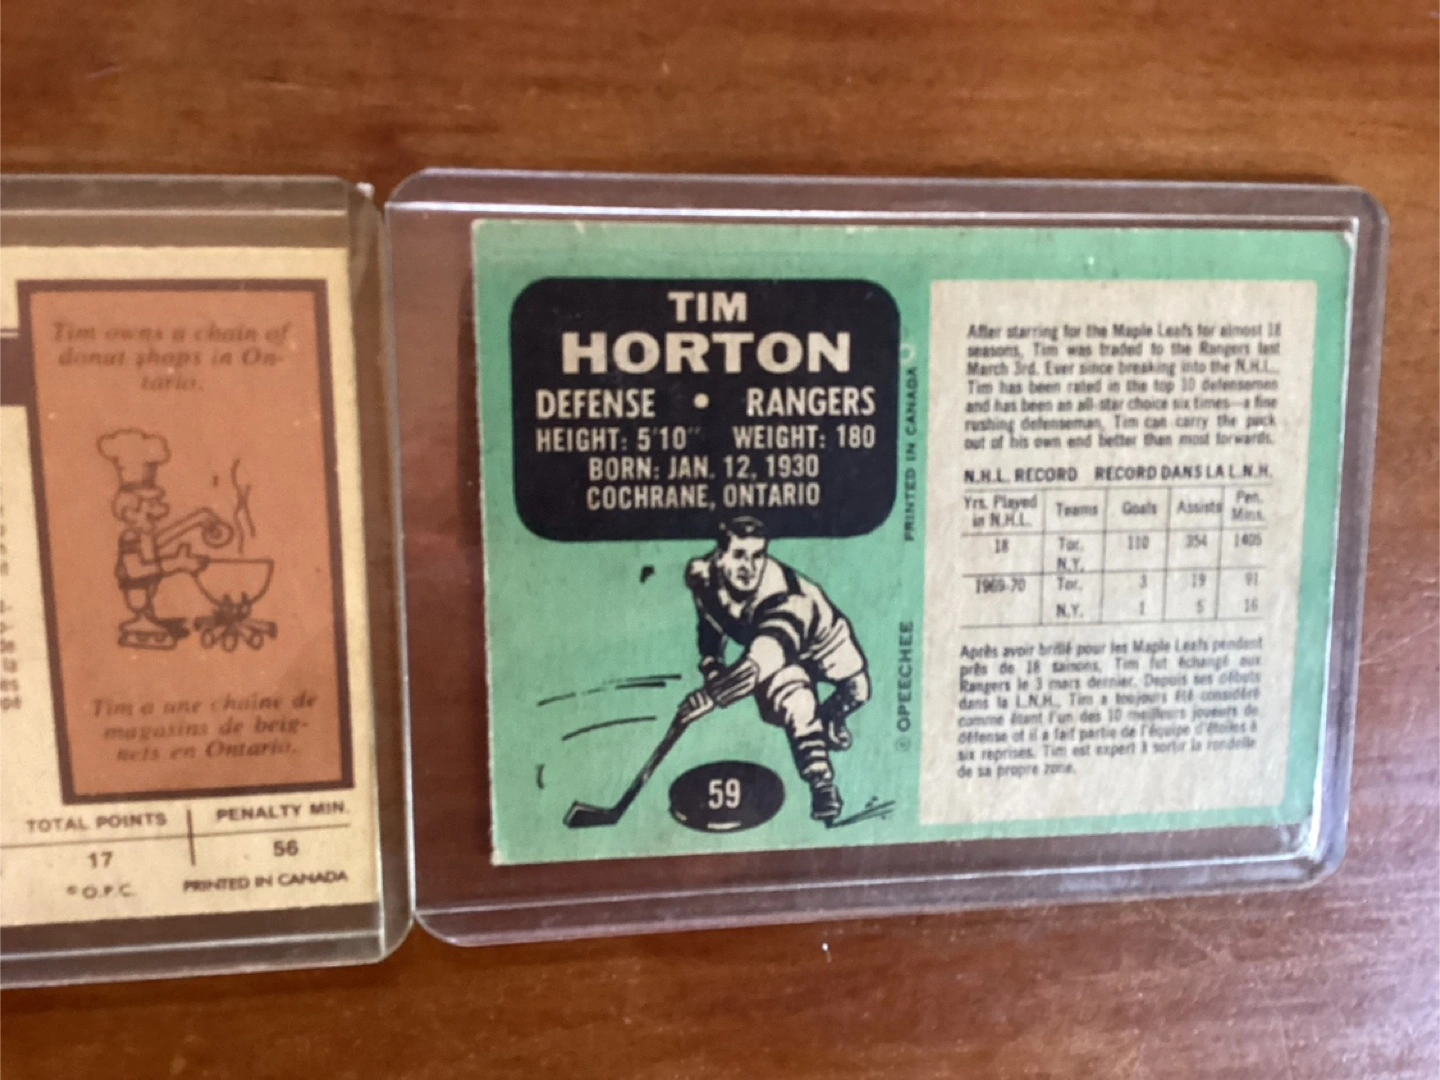 Tim owns a chain of
donut shops in On-
tario.
Tim a une chaîne de
magasins de beig-
nets en Ontario.
TOTAL POINTS PENALTY MIN.
17 56
© O.P.C. PRINTED IN CANADA
TIM
HORTON
DEFENSE • RANGERS
HEIGHT: 5'10" WEIGHT: 180
BORN: JAN. 12, 1930
COCHRANE, ONTARIO
59
© OPEECHEE PRINTED IN CANADA
After starring for the Maple Leafs for almost 18
seasons, Tim was traded to the Rangers last
March 3rd. Ever since breaking into the N.H.L.,
Tim has been rated in the top 10 defensemen
and has been an all-star choice six times—a fine
rushing defenseman, Tim can carry the puck
out of his own end better than most forwards.
N.H.L. RECORD RECORD DANS LA L.N.H.
Yrs. Played in N.H.L. Teams Goals Assists Pen. Mins.
18 Tor. N.Y. 110 354 1405
1969-70 Tor. 3 19 91
N.Y. 1 5 16
Après avoir brillé pour les Maple Leafs pendant
près de 18 saisons, Tim fut échangé aux
Rangers le 3 mars dernier. Depuis ses débuts
dans la L.N.H., Tim a toujours été considéré
comme étant l'un des 10 meilleurs joueurs de
défense et il a fait partie de l'équipe d'étoiles à
six reprises. Tim est expert à sortir la rondelle
de sa propre zone.